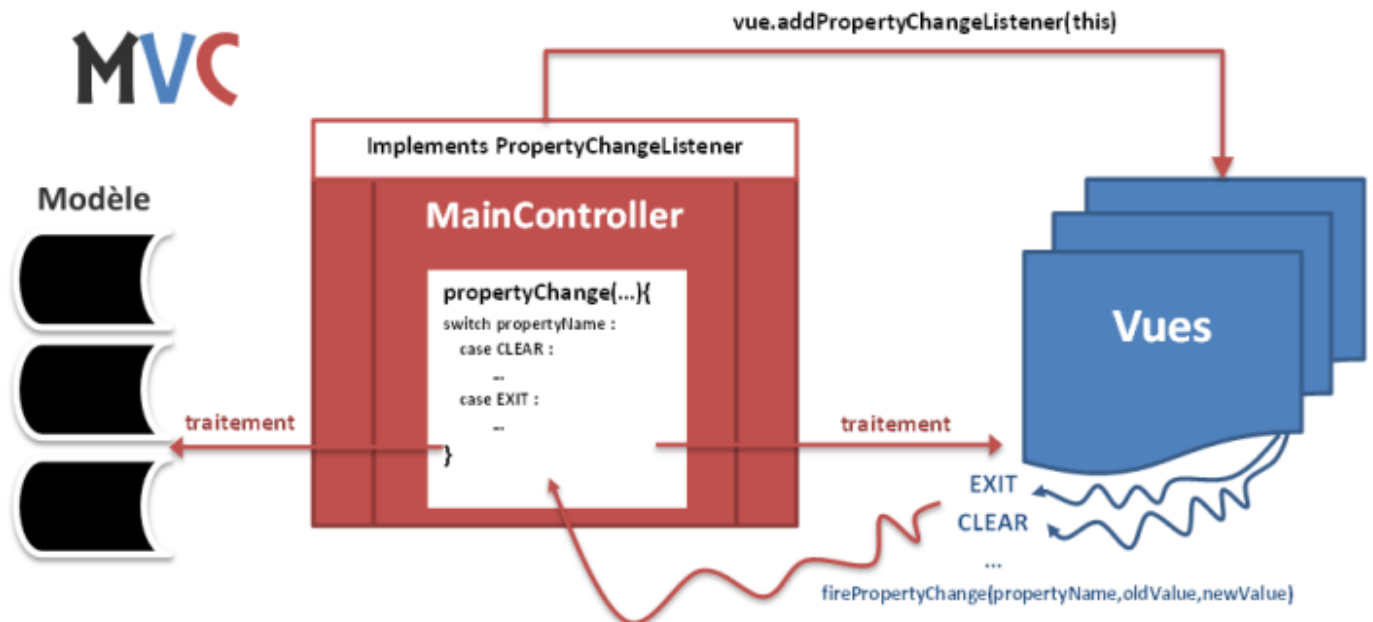 vue.addPropertyChangeListener(this)
MVC
Implements PropertyChangeListener
Modèle
MainController
propertyChange(...){
switch propertyName :
case CLEAR :
...
case EXIT :
...
}
traitement
traitement
Vues
EXIT
CLEAR
...
firePropertyChange(propertyName,oldValue,newValue)